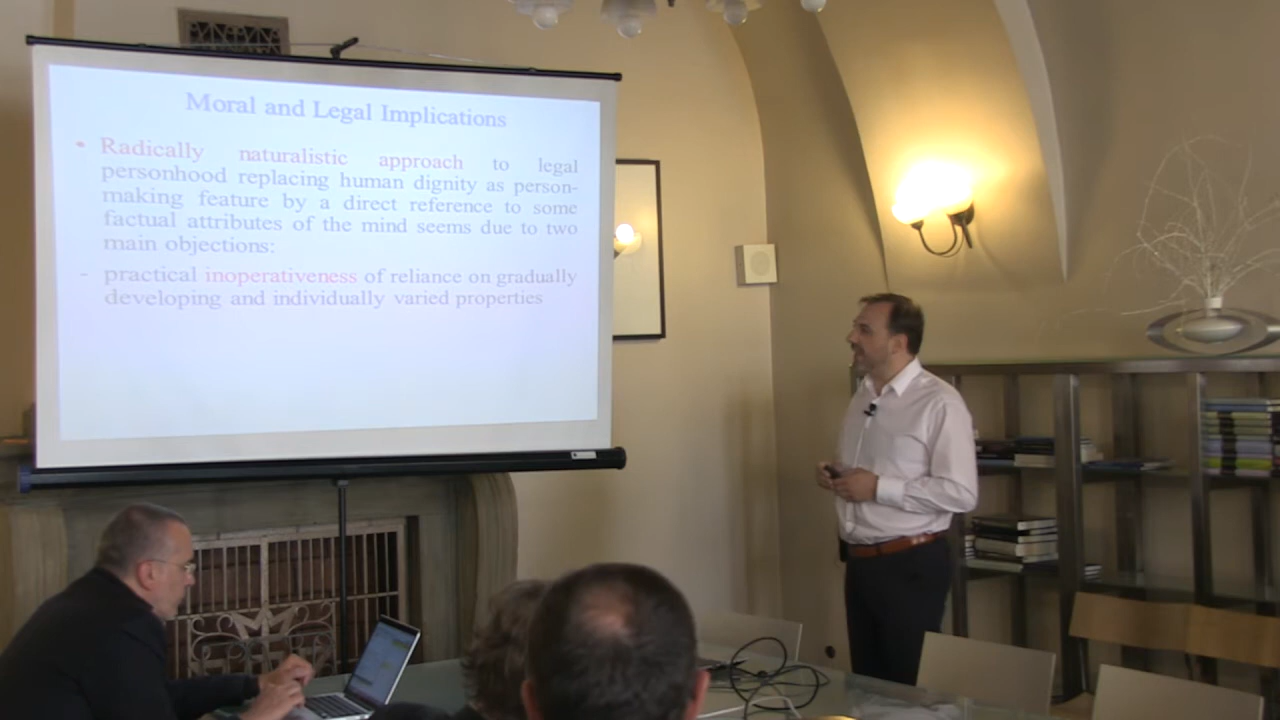 Moral and Legal Implications
• Radically naturalistic approach to legal
personhood replacing human dignity as person-
making feature by a direct reference to some
factual attributes of the mind seems due to two
main objections:
- practical inoperativeness of reliance on gradually
developing and individually varied properties